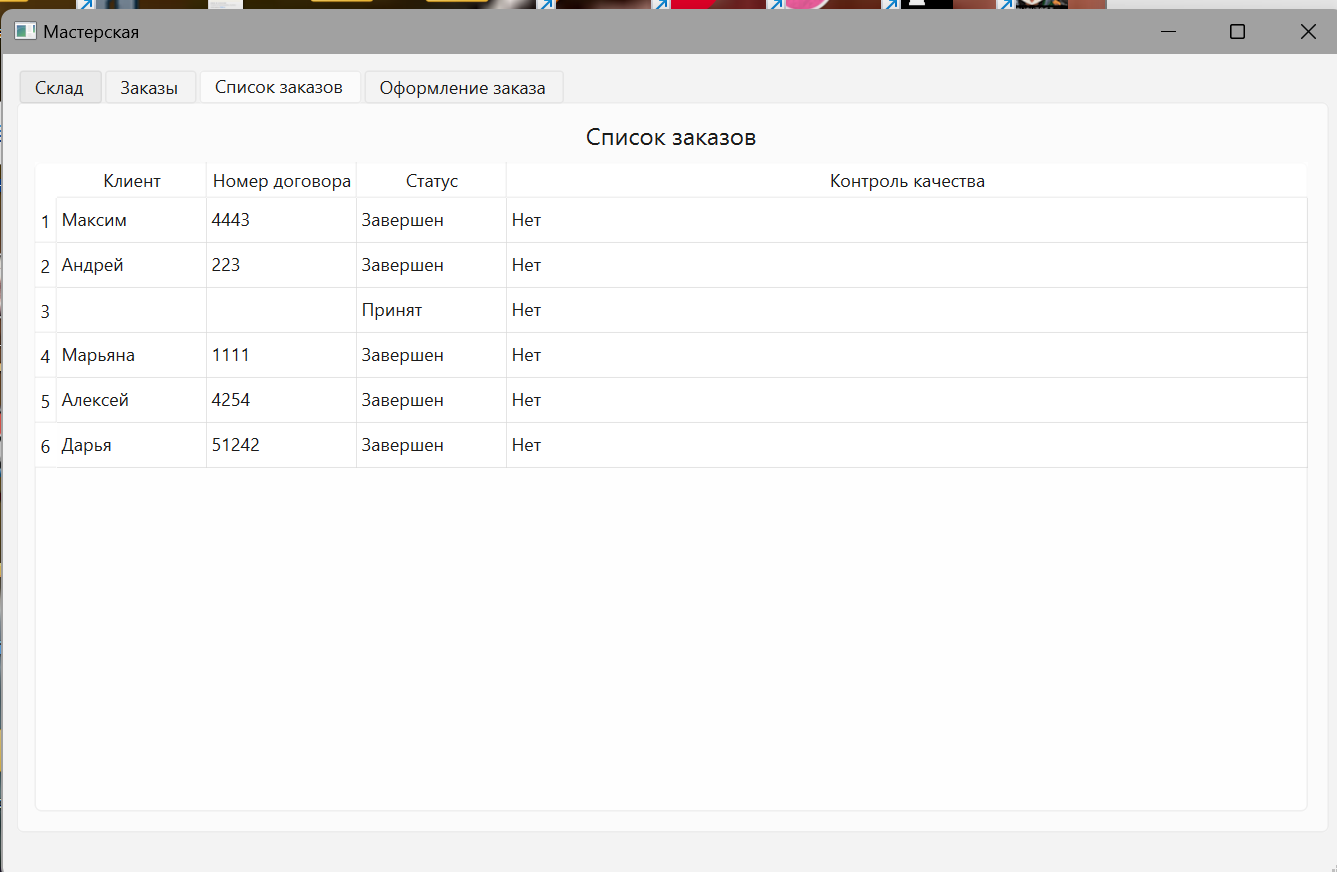 Мастерская
Склад Заказы Список заказов Оформление заказа
Список заказов
Клиент Номер договора Статус Контроль качества
1 Максим 4443 Завершен Нет
2 Андрей 223 Завершен Нет
3 Принят Нет
4 Марьяна 1111 Завершен Нет
5 Алексей 4254 Завершен Нет
6 Дарья 51242 Завершен Нет